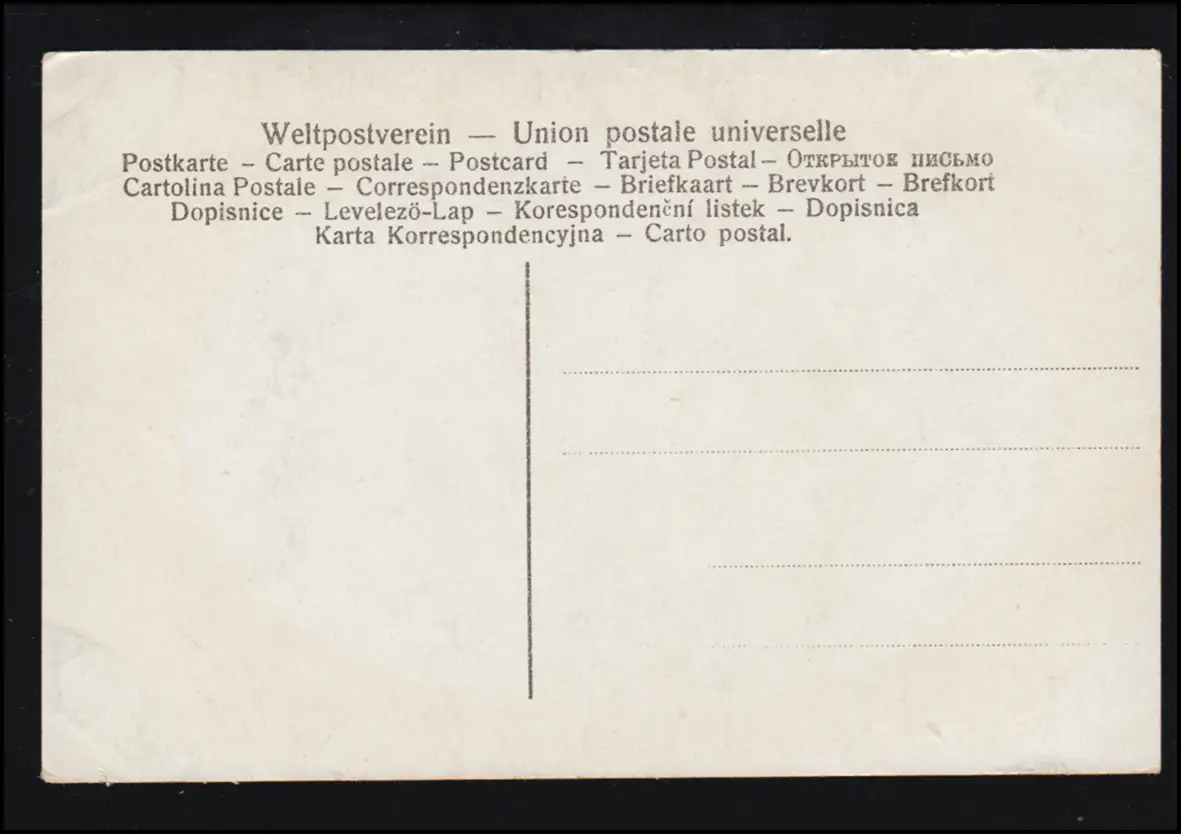 Weltpostverein — Union postale universelle
Postkarte – Carte postale – Postcard – Tarjeta Postal – Открыток письмо
Cartolina Postale – Correspondenzkarte – Briefkaart – Brevkort – Brefkort
Dopisnice – Levelezö-Lap – Korespondenční listek – Dopisnica
Karta Korrespondencyjna – Carto postal.